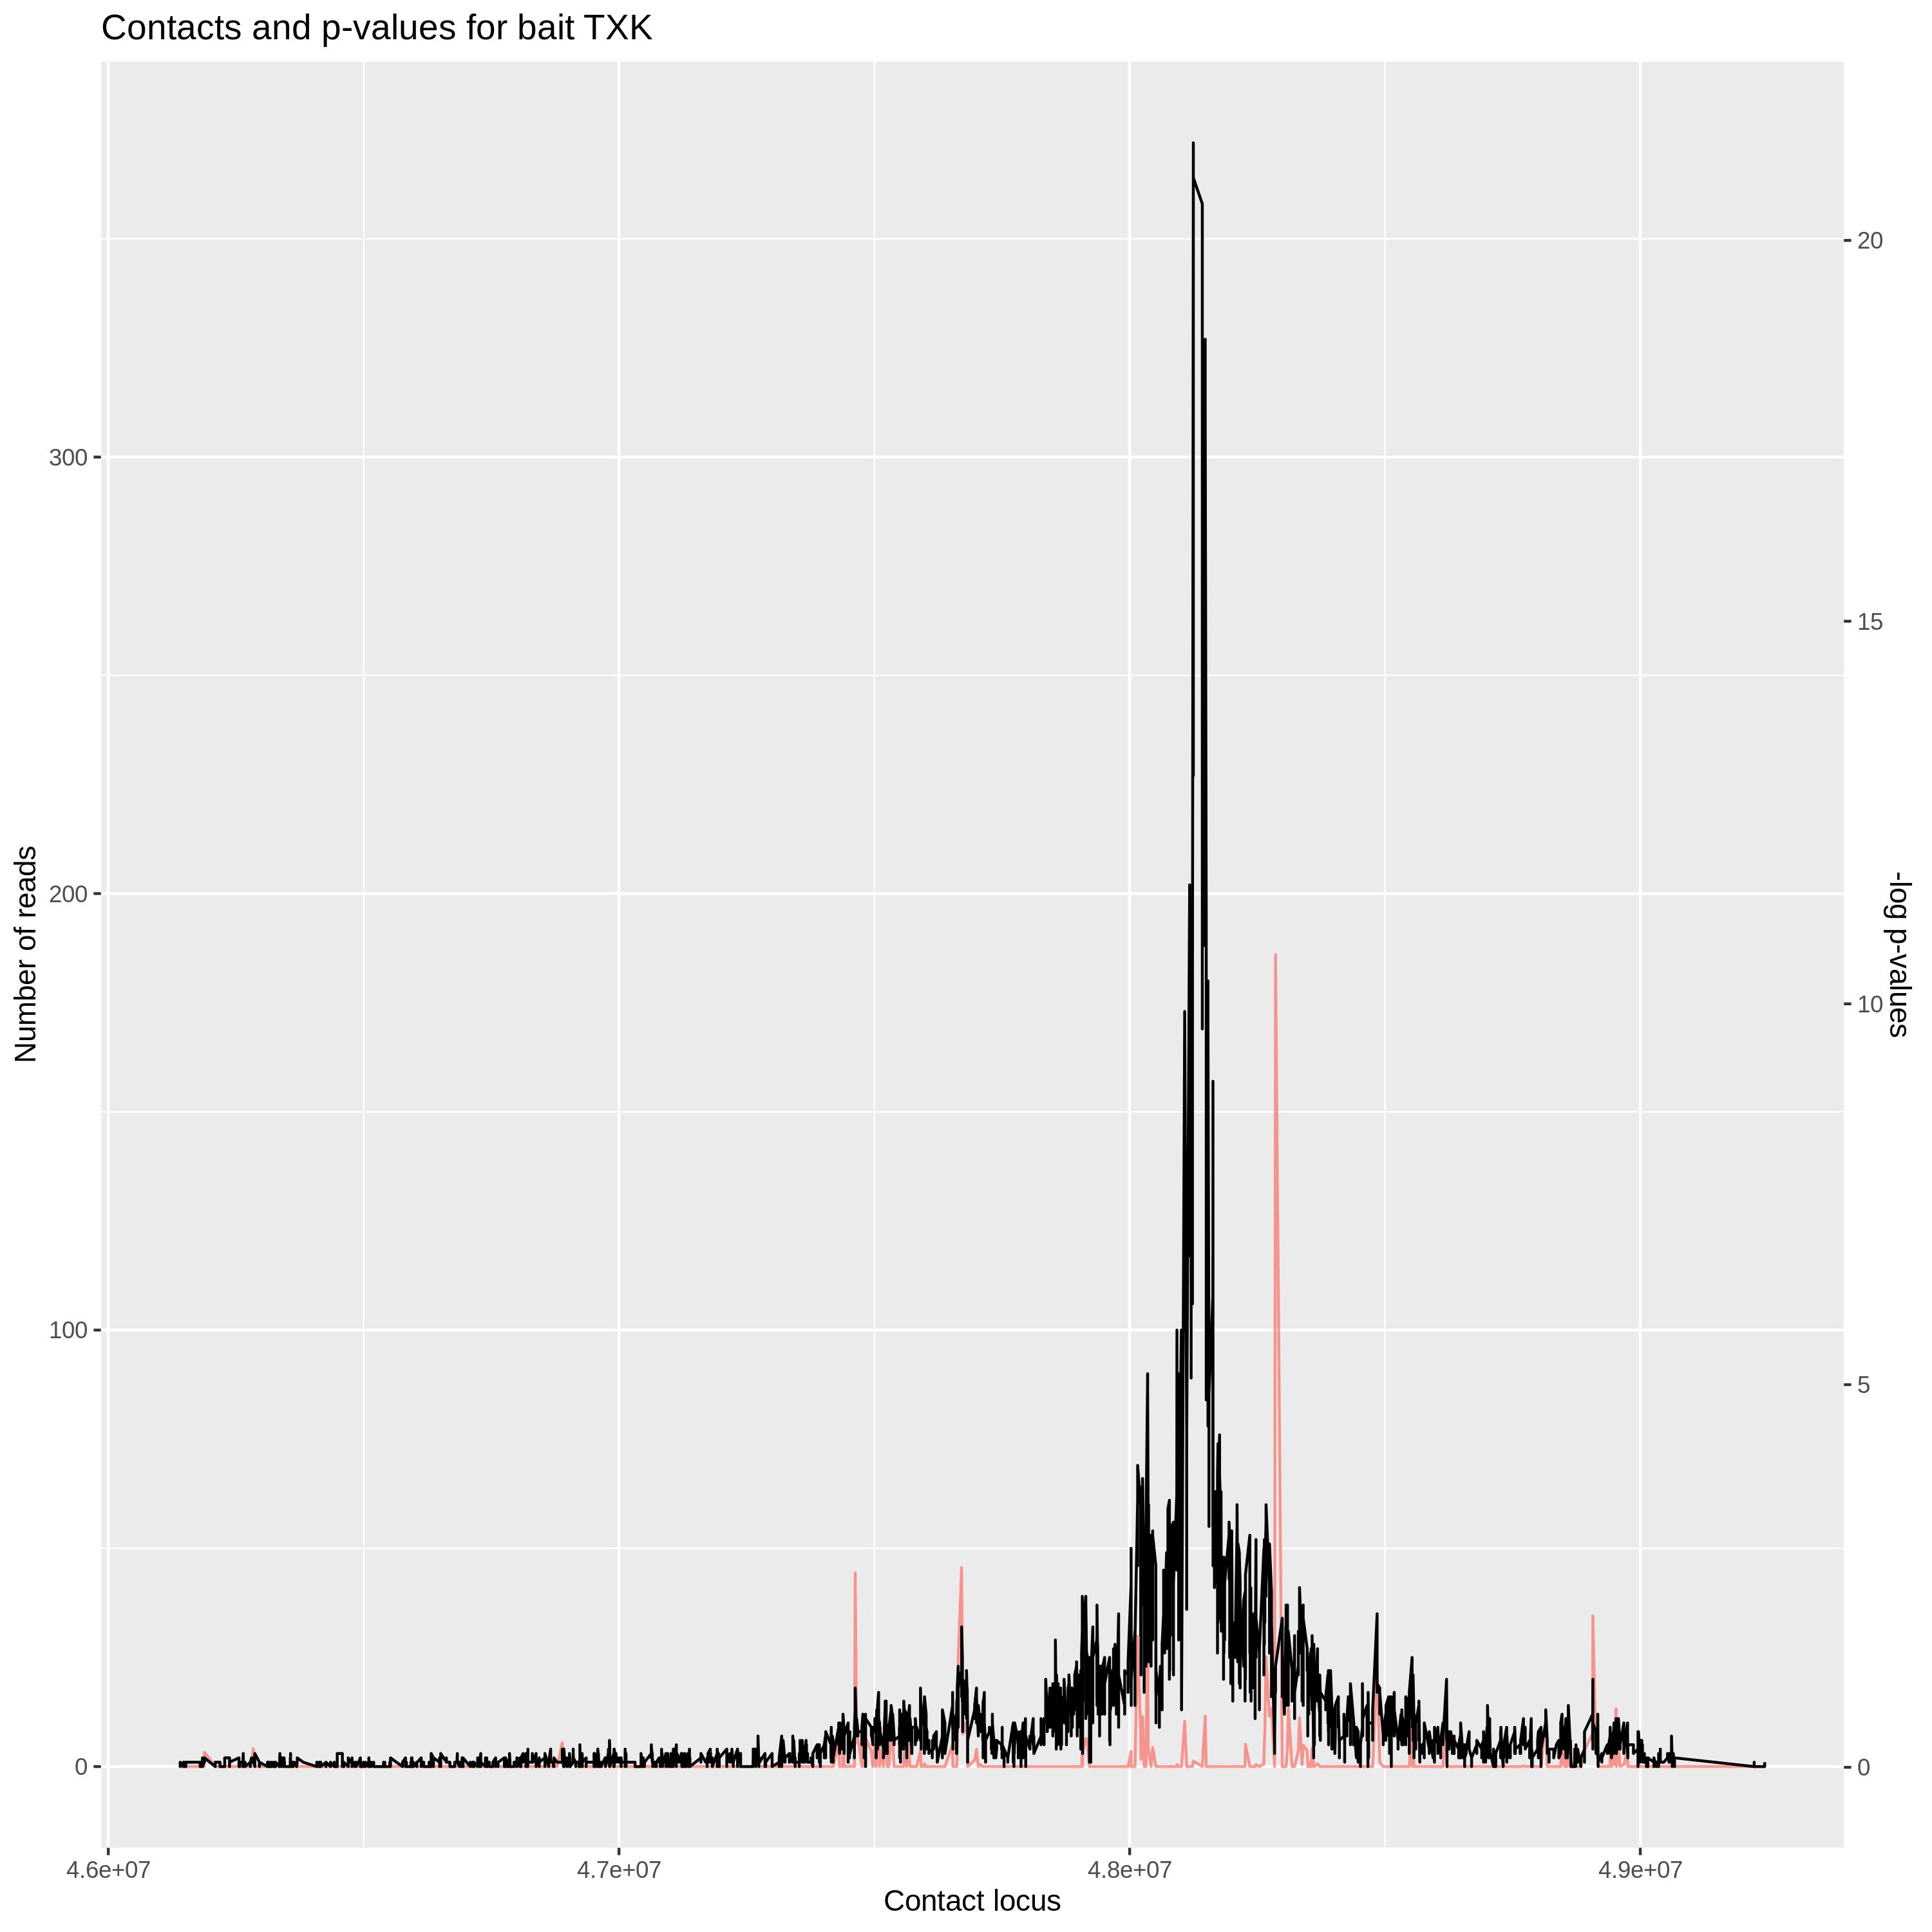 Contacts and p-values for bait TXK
Number of reads
300
200
100
0
20
15
10
5
0
-log p-values
4.6e+07
4.7e+07
4.8e+07
4.9e+07
Contact locus